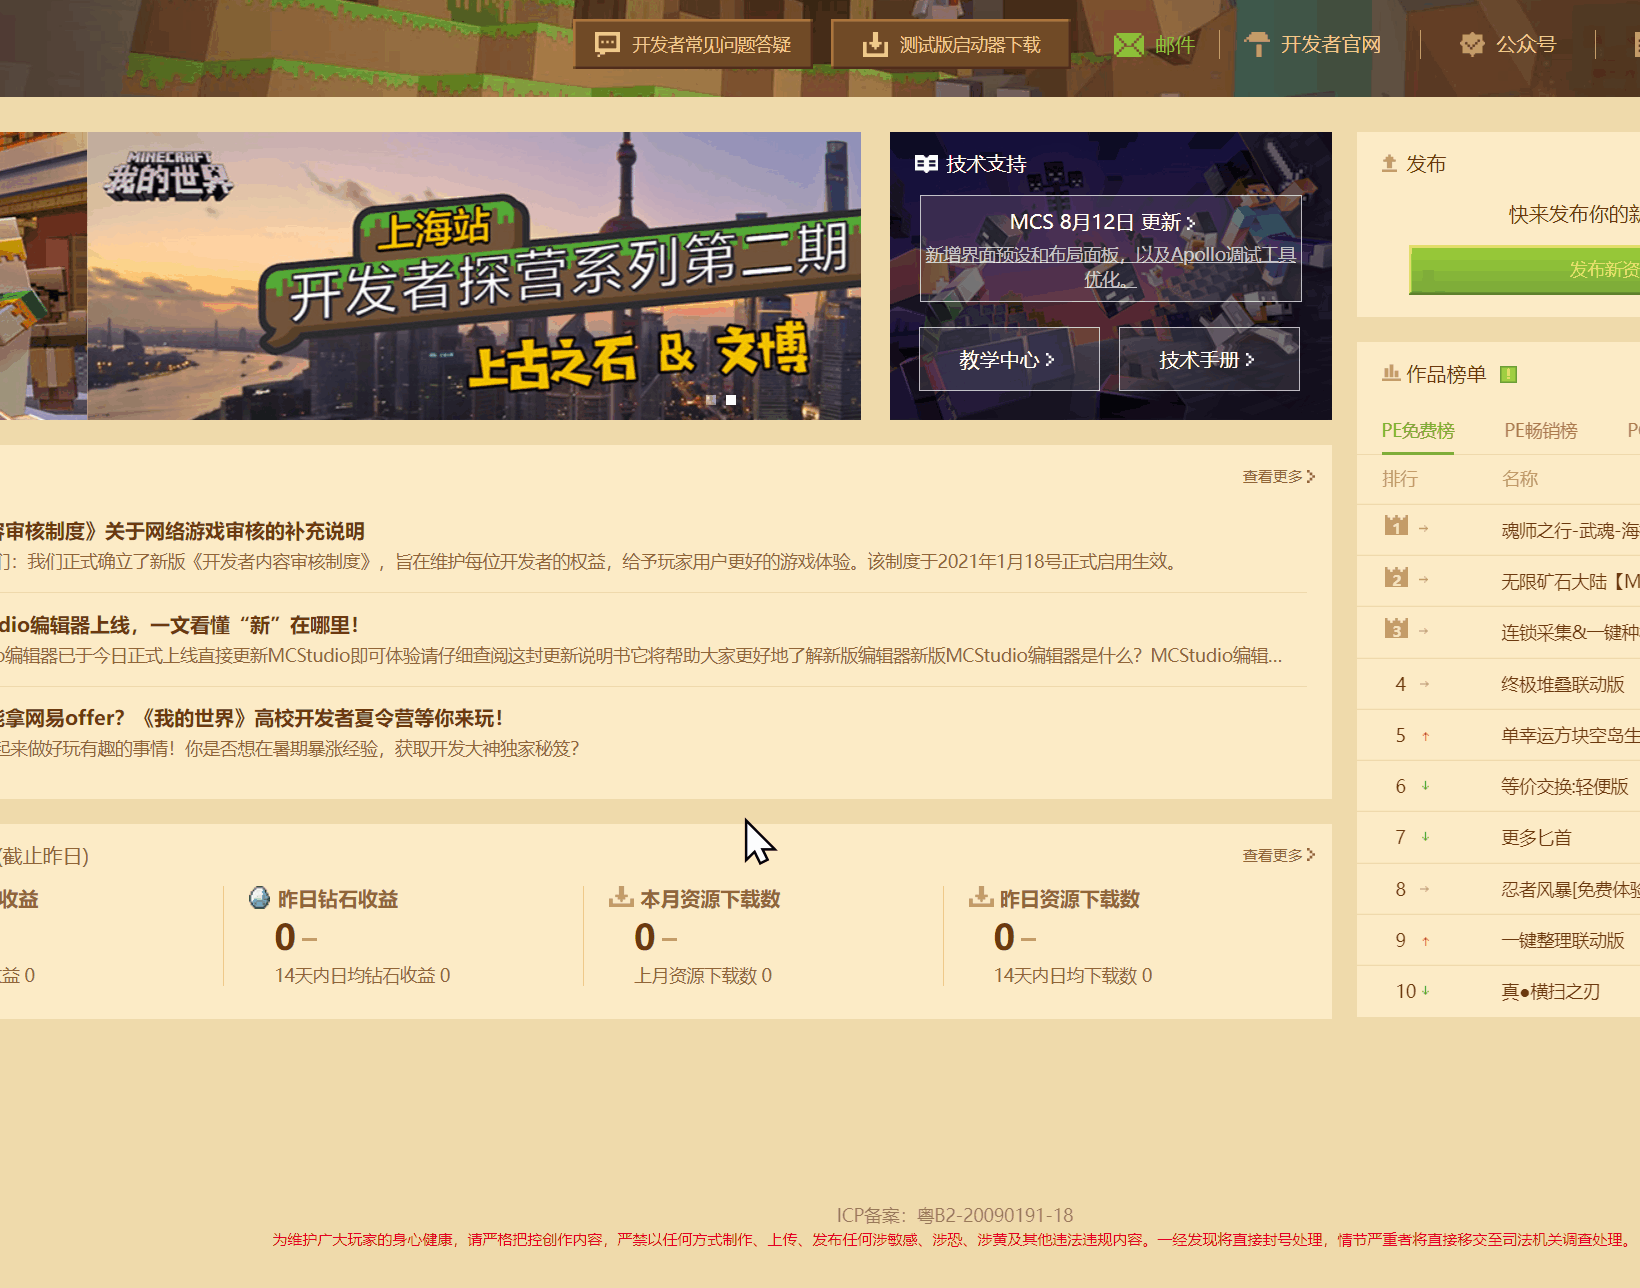 开发者常见问题答疑
测试版启动器下载
邮件
开发者官网
公众号
MINECRAFT
我的世界
上海站
开发者探营系列第二期
上古之石 & 文博
技术支持
MCS 8月12日 更新
新增界面预设和布局面板，以及Apollo调试工具
优化。
教学中心
技术手册
发布
快来发布你的新
发布新资
作品榜单
PE免费榜
PE畅销榜
排行
名称
1 魂师之行-武魂-海
2 无限矿石大陆【M
3 连锁采集&一键种
4 终极堆叠联动版
5 单幸运方块空岛生
6 等价交换:轻便版
7 更多匕首
8 忍者风暴[免费体验
9 一键整理联动版
10 真●横扫之刃
查看更多
容审核制度》关于网络游戏审核的补充说明
们：我们正式确立了新版《开发者内容审核制度》，旨在维护每位开发者的权益，给予玩家用户更好的游戏体验。该制度于2021年1月18号正式启用生效。
dio编辑器上线，一文看懂“新”在哪里！
o编辑器已于今日正式上线直接更新MCStudio即可体验请仔细查阅这封更新说明书它将帮助大家更好地了解新版编辑器新版MCStudio编辑器是什么？MCStudio编辑...
能拿网易offer？《我的世界》高校开发者夏令营等你来玩！
起来做好玩有趣的事情！你是否想在暑期暴涨经验，获取开发大神独家秘笈？
(截止昨日)
查看更多
收益
益 0
昨日钻石收益
0 –
14天内日均钻石收益 0
本月资源下载数
0 –
上月资源下载数 0
昨日资源下载数
0 –
14天内日均下载数 0
ICP备案：粤B2-20090191-18
为维护广大玩家的身心健康，请严格把控创作内容，严禁以任何方式制作、上传、发布任何涉敏感、涉恐、涉黄及其他违法违规内容。一经发现将直接封号处理，情节严重者将直接移交至司法机关调查处理。